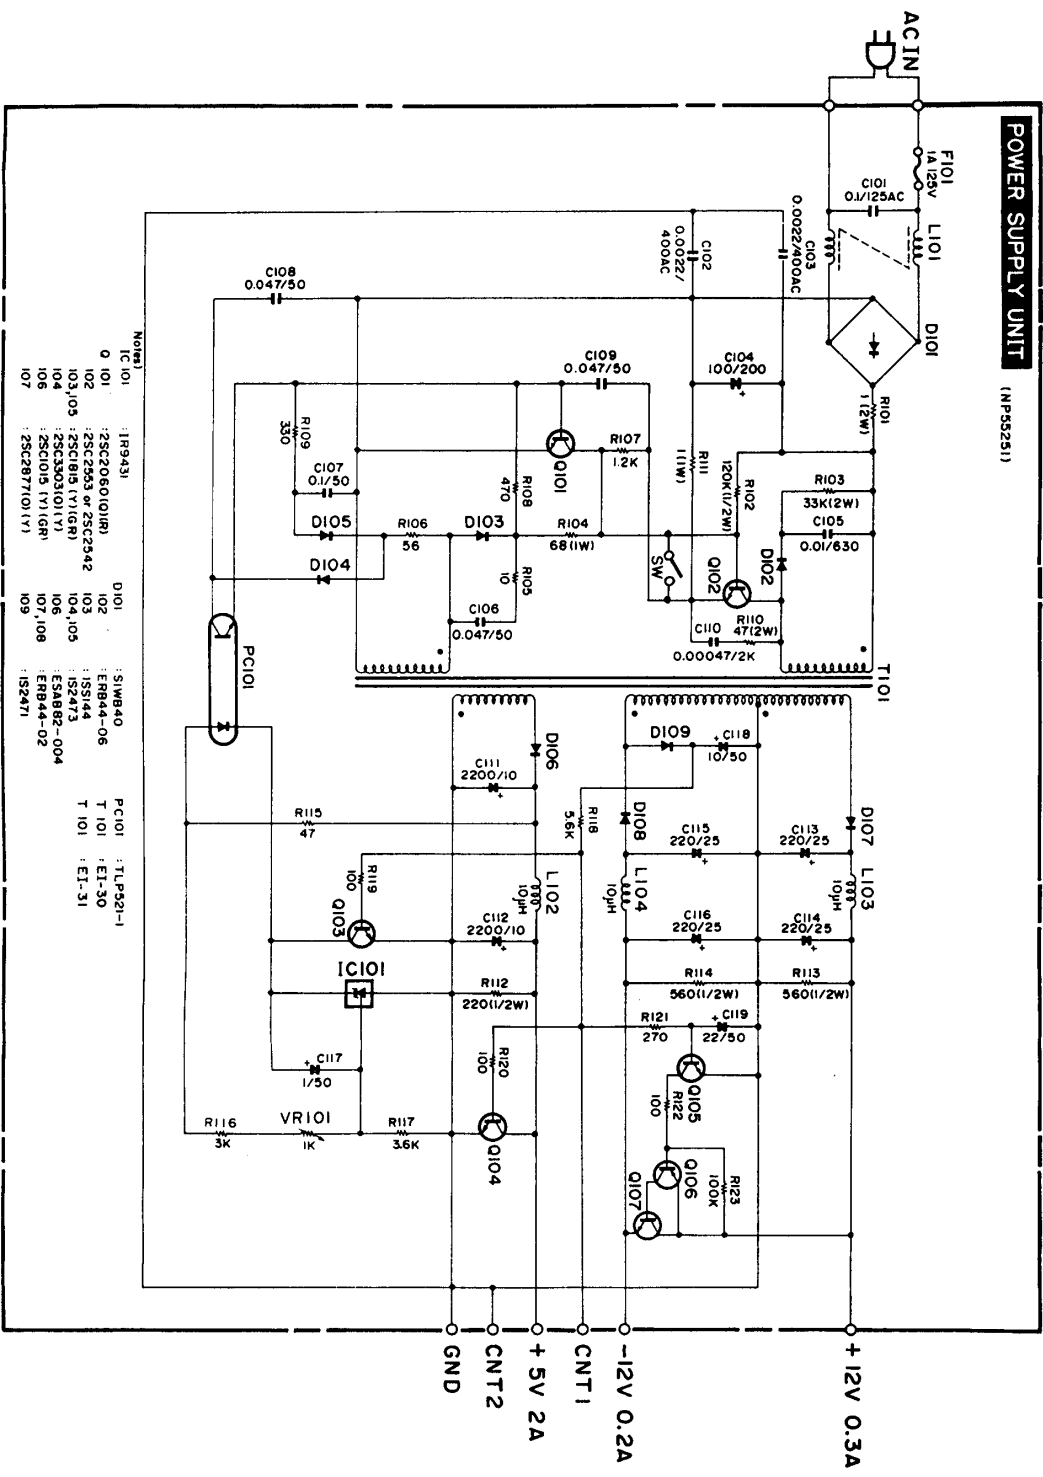 POWER SUPPLY UNIT
(NP55251)
AC IN
F101
1A 125V
C101
0.1/125AC
L101
C103
0.0022/400AC
C102
0.0022/
400AC
D101
R101
1(2W)
C108
0.047/50
C109
0.047/50
C104
100/200
+
R109
330
C107
0.1/50
R108
470
Q101
R107
1.2K
R111
1(1W)
R102
120K(1/2W)
R103
33K(2W)
C105
0.01/630
D105
D104
R106
56
D103
R104
68(1W)
R105
10
SW
Q102
D102
C106
0.047/50
C110
0.00047/2K
R110
47(2W)
T101
PC101
D106
C111
2200/10
+
D109
C118
10/50
+
R115
47
R118
5.6K
D108
C115
220/25
+
C113
220/25
+
D107
R119
100
Q103
L102
10µH
L104
10µH
L103
10µH
C112
2200/10
+
C116
220/25
+
C114
220/25
+
IC101
R112
220(1/2W)
R114
560(1/2W)
R113
560(1/2W)
C117
1/50
+
R120
100
R121
270
C119
22/50
+
Q105
R122
100
R116
3K
VR101
1K
R117
3.6K
Q104
Q106
R123
100K
Q107
+ 12V 0.3A
-12V 0.2A
CNT1
+ 5V 2A
CNT2
GND
Notes)
IC 101 : IR9431
Q 101 : 2SC2060(Q)(R)
102 : 2SC2553 or 2SC2542
103,105 : 2SC1815 (Y)(GR)
104 : 2SC3303(O)(Y)
106 : 2SC1015 (Y)(GR)
107 : 2SC2877(O)(Y)
D101 : S1WB40
102 : ERB44-06
103 : 1SS144
104,105 : 1S2473
106 : ESAB82-004
107,108 : ERB44-02
109 : 1S2471
PC101 : TLP521-1
T 101 : EI-30
T 101 : EI-31